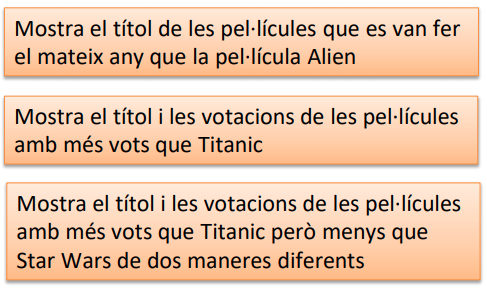 Mostra el títol de les pel·lícules que es van fer
el mateix any que la pel·lícula Alien
Mostra el títol i les votacions de les pel·lícules
amb més vots que Titanic
Mostra el títol i les votacions de les pel·lícules
amb més vots que Titanic però menys que
Star Wars de dos maneres diferents